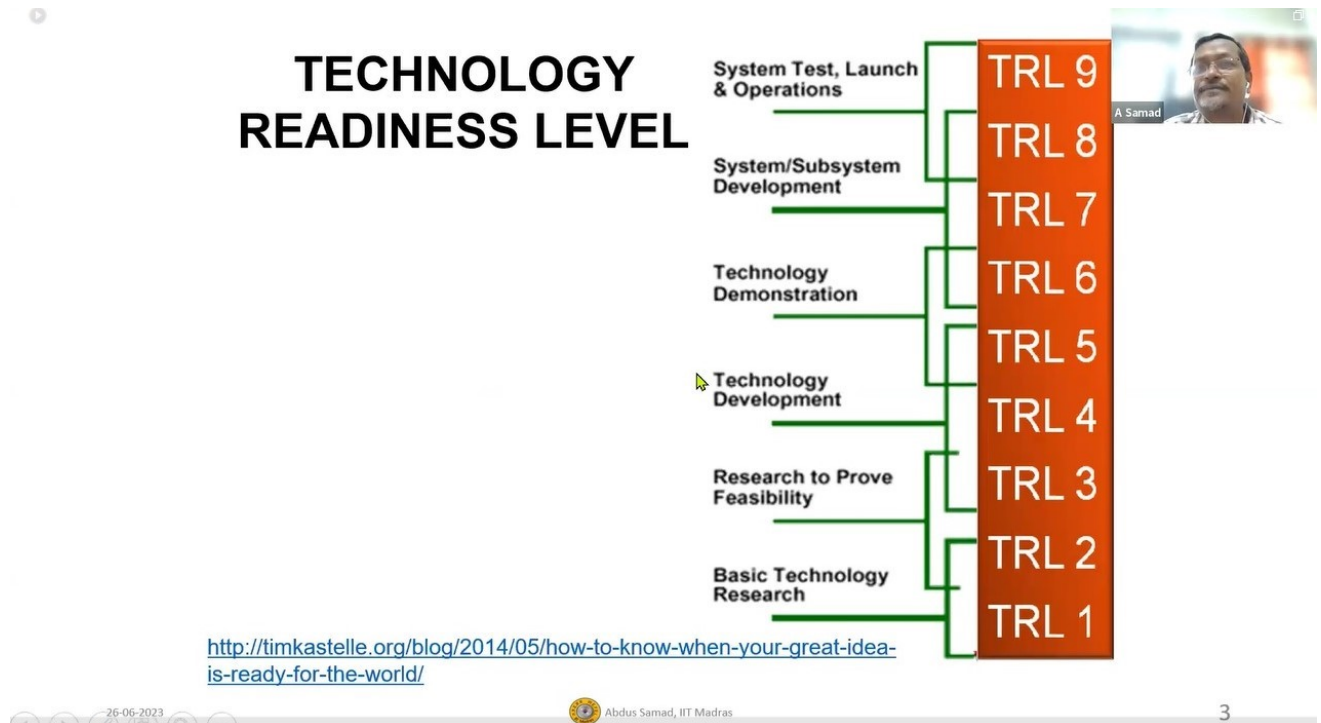 TECHNOLOGY
READINESS LEVEL
System Test, Launch
& Operations
System/Subsystem
Development
Technology
Demonstration
Technology
Development
Research to Prove
Feasibility
Basic Technology
Research
TRL 9
TRL 8
TRL 7
TRL 6
TRL 5
TRL 4
TRL 3
TRL 2
TRL 1
A Samad
http://timkastelle.org/blog/2014/05/how-to-know-when-your-great-idea-
is-ready-for-the-world/
26-06-2023
Abdus Samad, IIT Madras
3